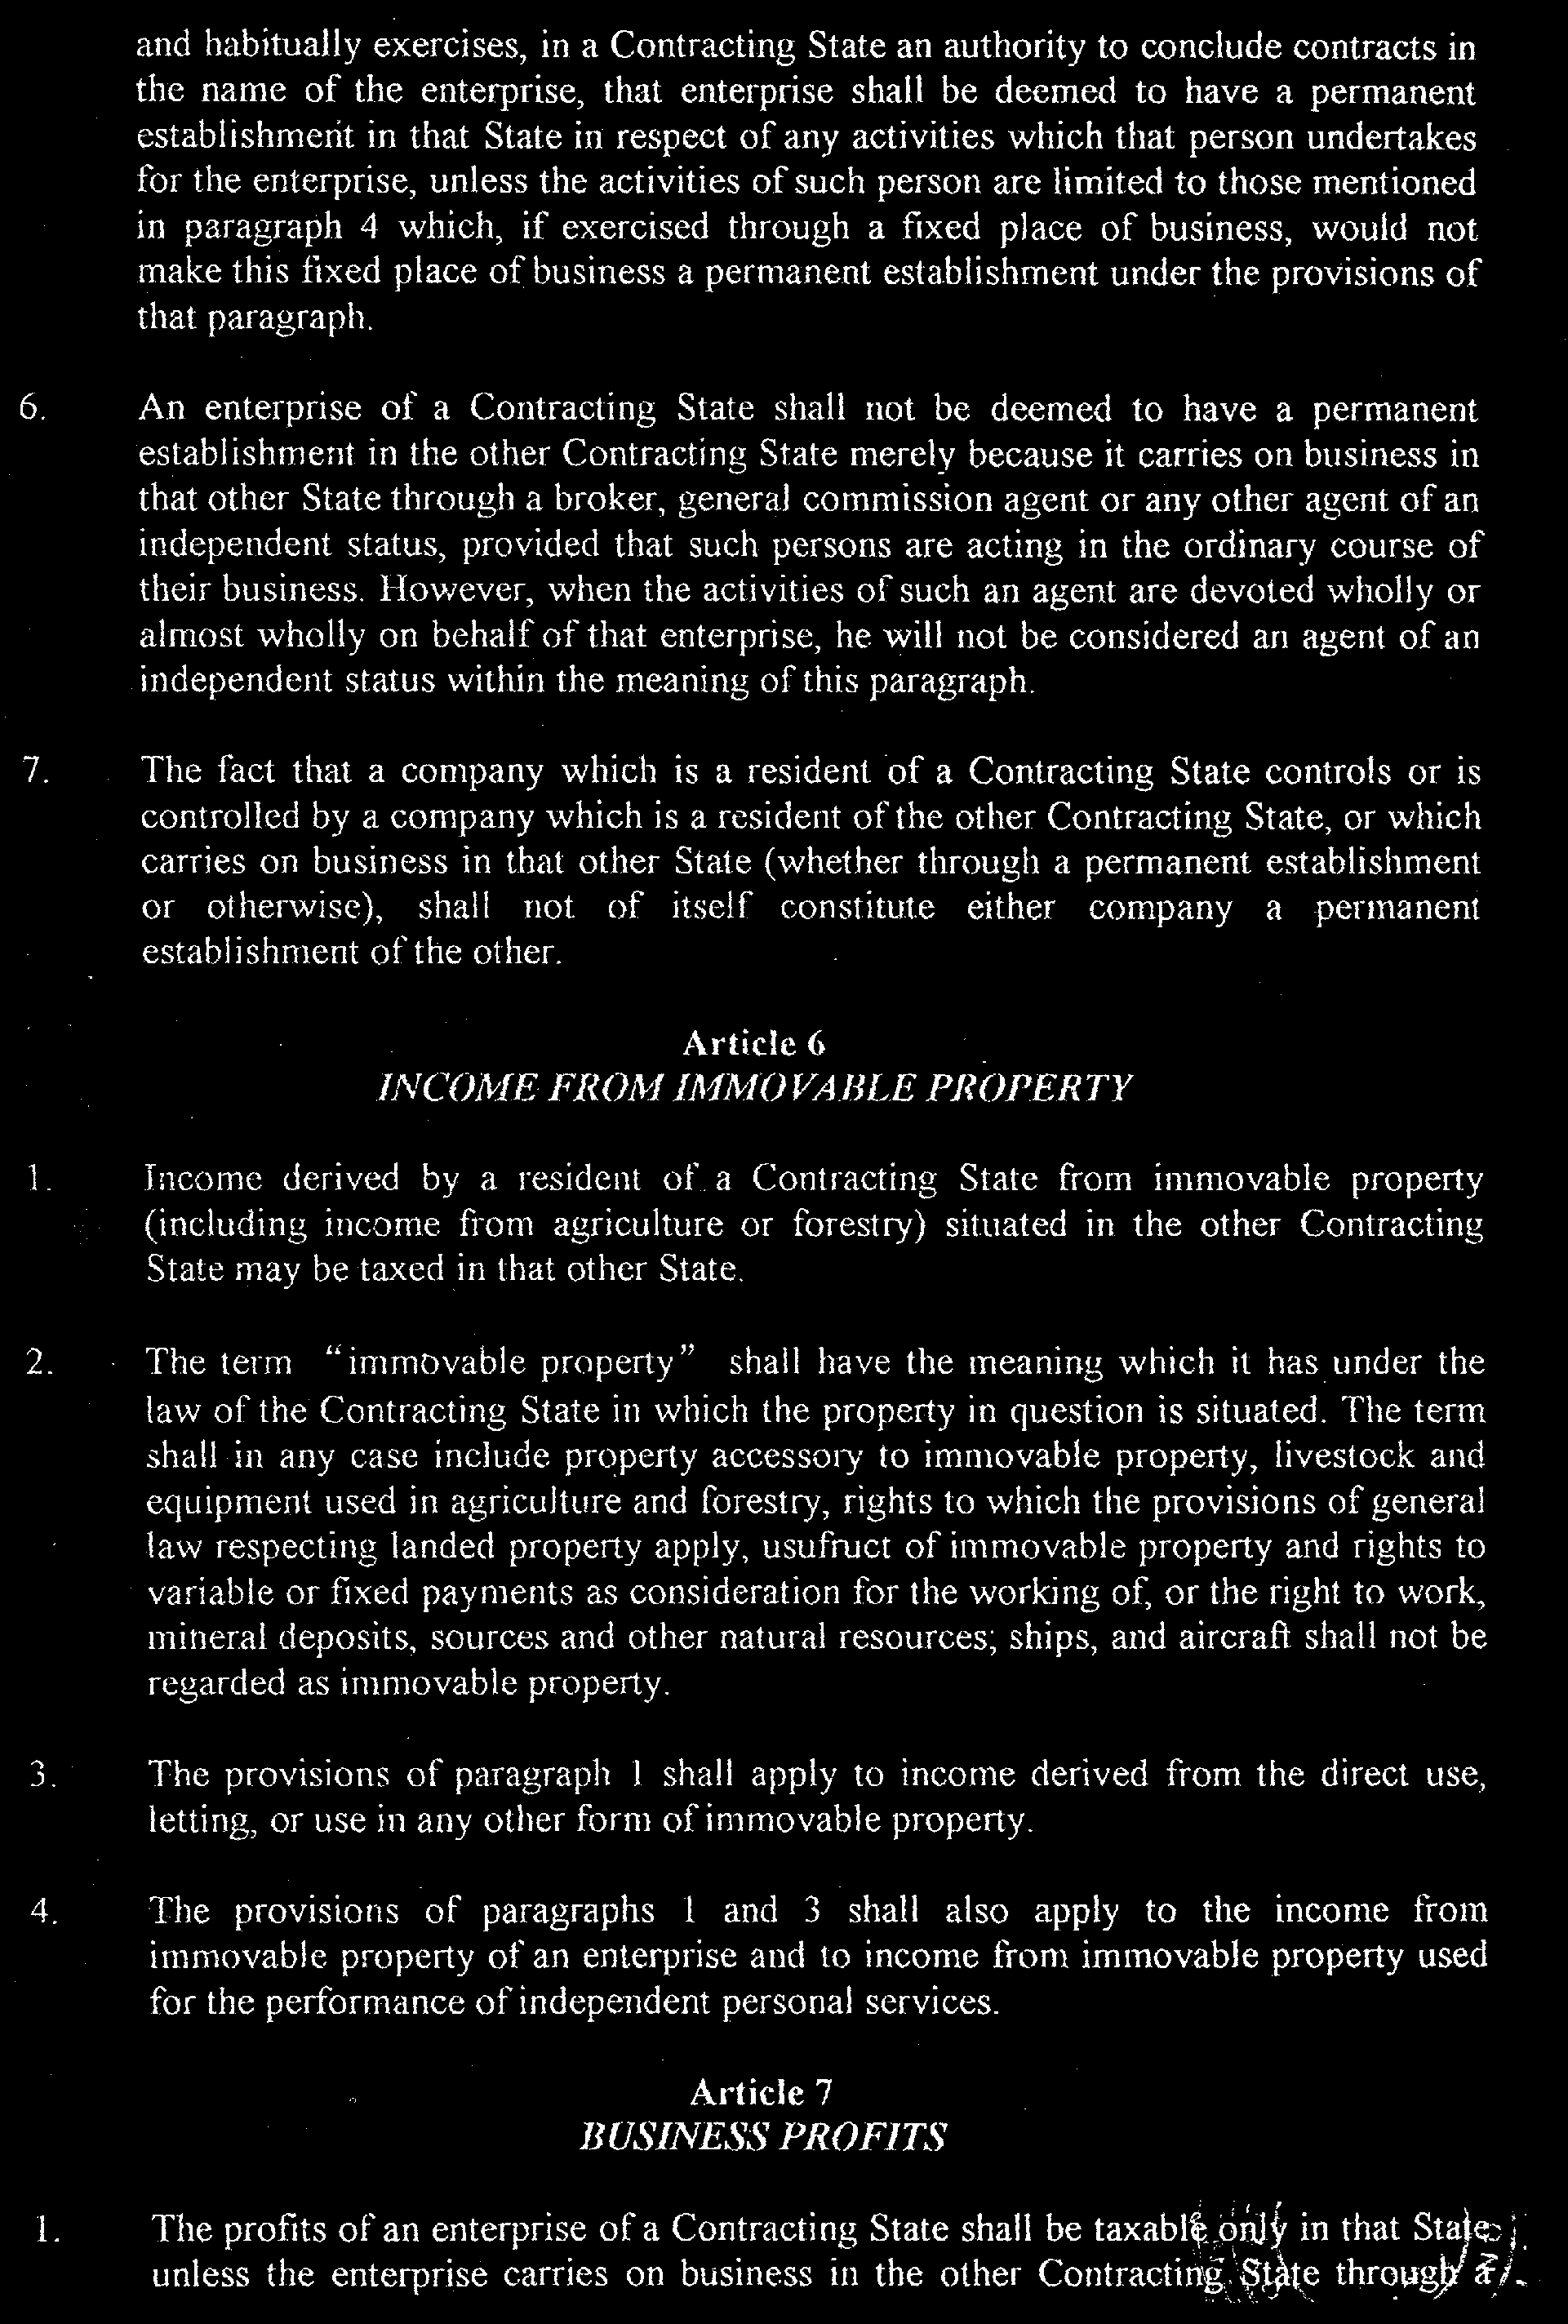 and habitually exercises, in a Contracting State an authority to conclude contracts in
the name of the enterprise, that enterprise shall be deemed to have a permanent
establishment in that State in respect of any activities which that person undertakes
for the enterprise, unless the activities of such person are limited to those mentioned
in paragraph 4 which, if exercised through a fixed place of business, would not
make this fixed place of business a permanent establishment under the provisions of
that paragraph.
6. An enterprise of a Contracting State shall not be deemed to have a permanent
establishment in the other Contracting State merely because it carries on business in
that other State through a broker, general commission agent or any other agent of an
independent status, provided that such persons are acting in the ordinary course of
their business. However, when the activities of such an agent are devoted wholly or
almost wholly on behalf of that enterprise, he will not be considered an agent of an
independent status within the meaning of this paragraph.
7. The fact that a company which is a resident of a Contracting State controls or is
controlled by a company which is a resident of the other Contracting State, or which
carries on business in that other State (whether through a permanent establishment
or otherwise), shall not of itself constitute either company a permanent
establishment of the other.
Article 6
INCOME FROM IMMOVABLE PROPERTY
1. Income derived by a resident of a Contracting State from immovable property
(including income from agriculture or forestry) situated in the other Contracting
State may be taxed in that other State.
2. The term “immovable property” shall have the meaning which it has under the
law of the Contracting State in which the property in question is situated. The term
shall in any case include property accessory to immovable property, livestock and
equipment used in agriculture and forestry, rights to which the provisions of general
law respecting landed property apply, usufruct of immovable property and rights to
variable or fixed payments as consideration for the working of, or the right to work,
mineral deposits, sources and other natural resources; ships, and aircraft shall not be
regarded as immovable property.
3. The provisions of paragraph 1 shall apply to income derived from the direct use,
letting, or use in any other form of immovable property.
4. The provisions of paragraphs 1 and 3 shall also apply to the income from
immovable property of an enterprise and to income from immovable property used
for the performance of independent personal services.
Article 7
BUSINESS PROFITS
1. The profits of an enterprise of a Contracting State shall be taxable only in that State
unless the enterprise carries on business in the other Contracting State through a